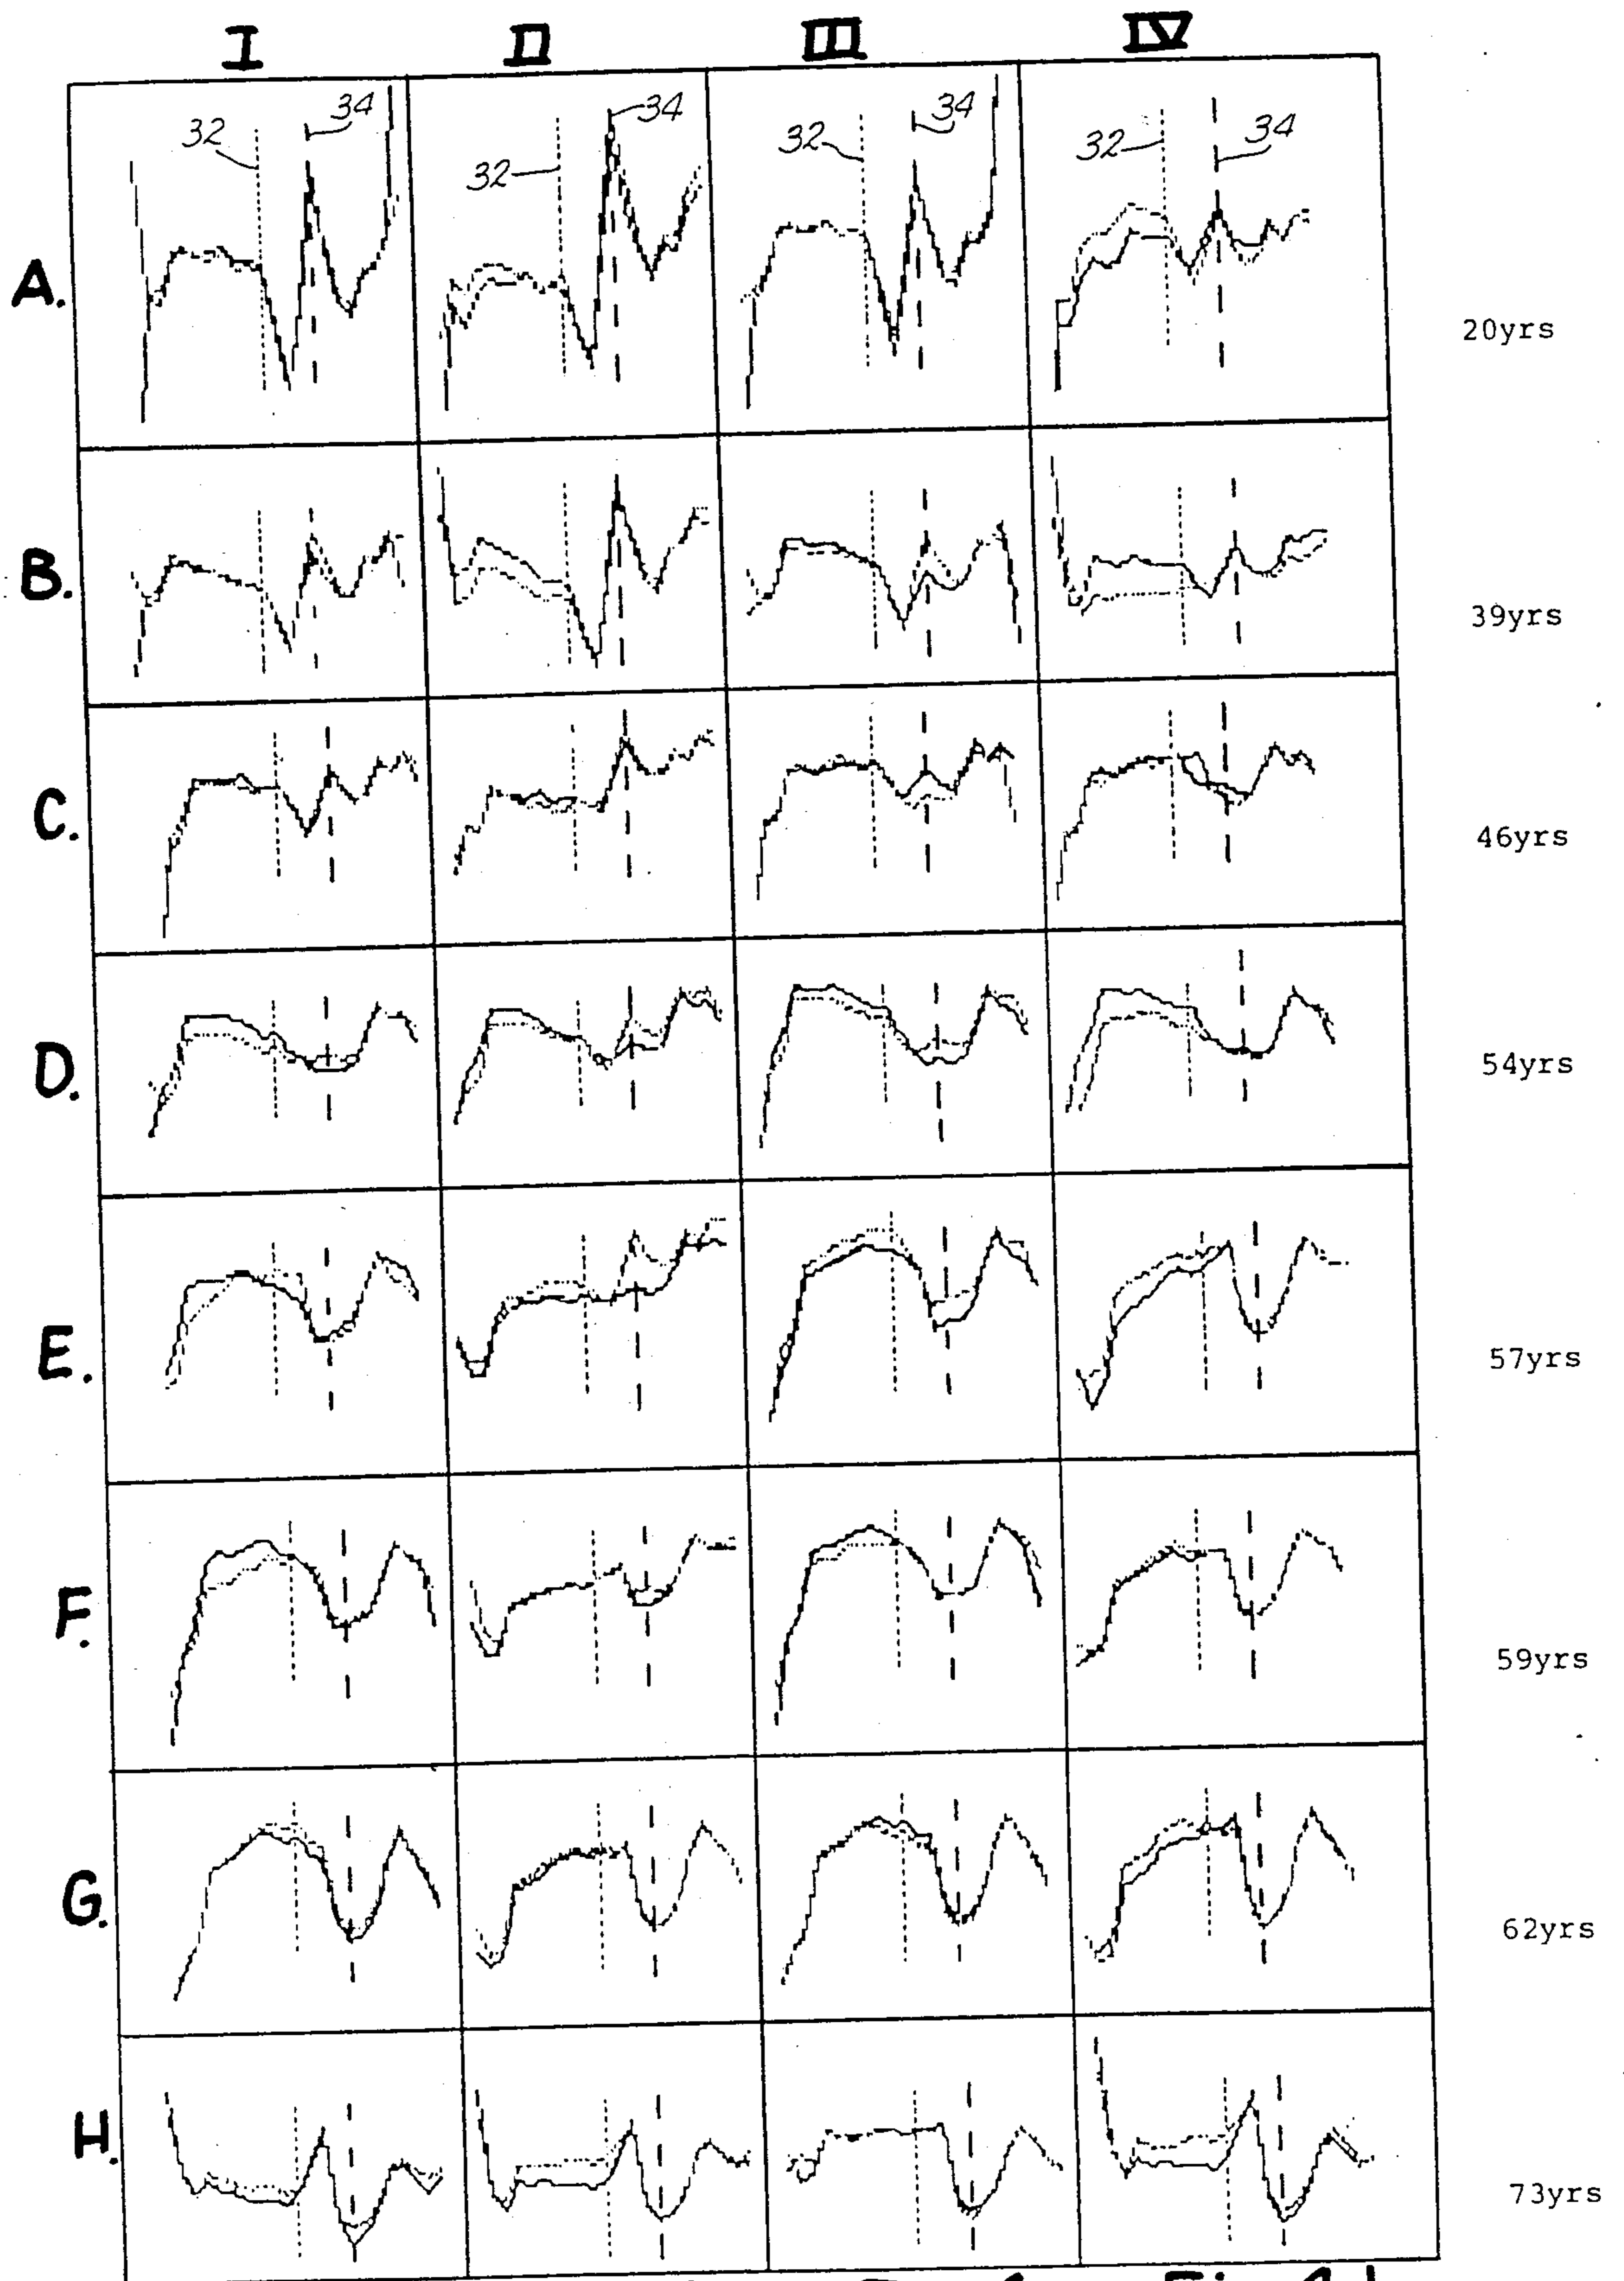 I II III IV
32 34 32 34 32 34 32 34
A. 20yrs
B. 39yrs
C. 46yrs
D. 54yrs
E. 57yrs
F. 59yrs
G. 62yrs
H. 73yrs